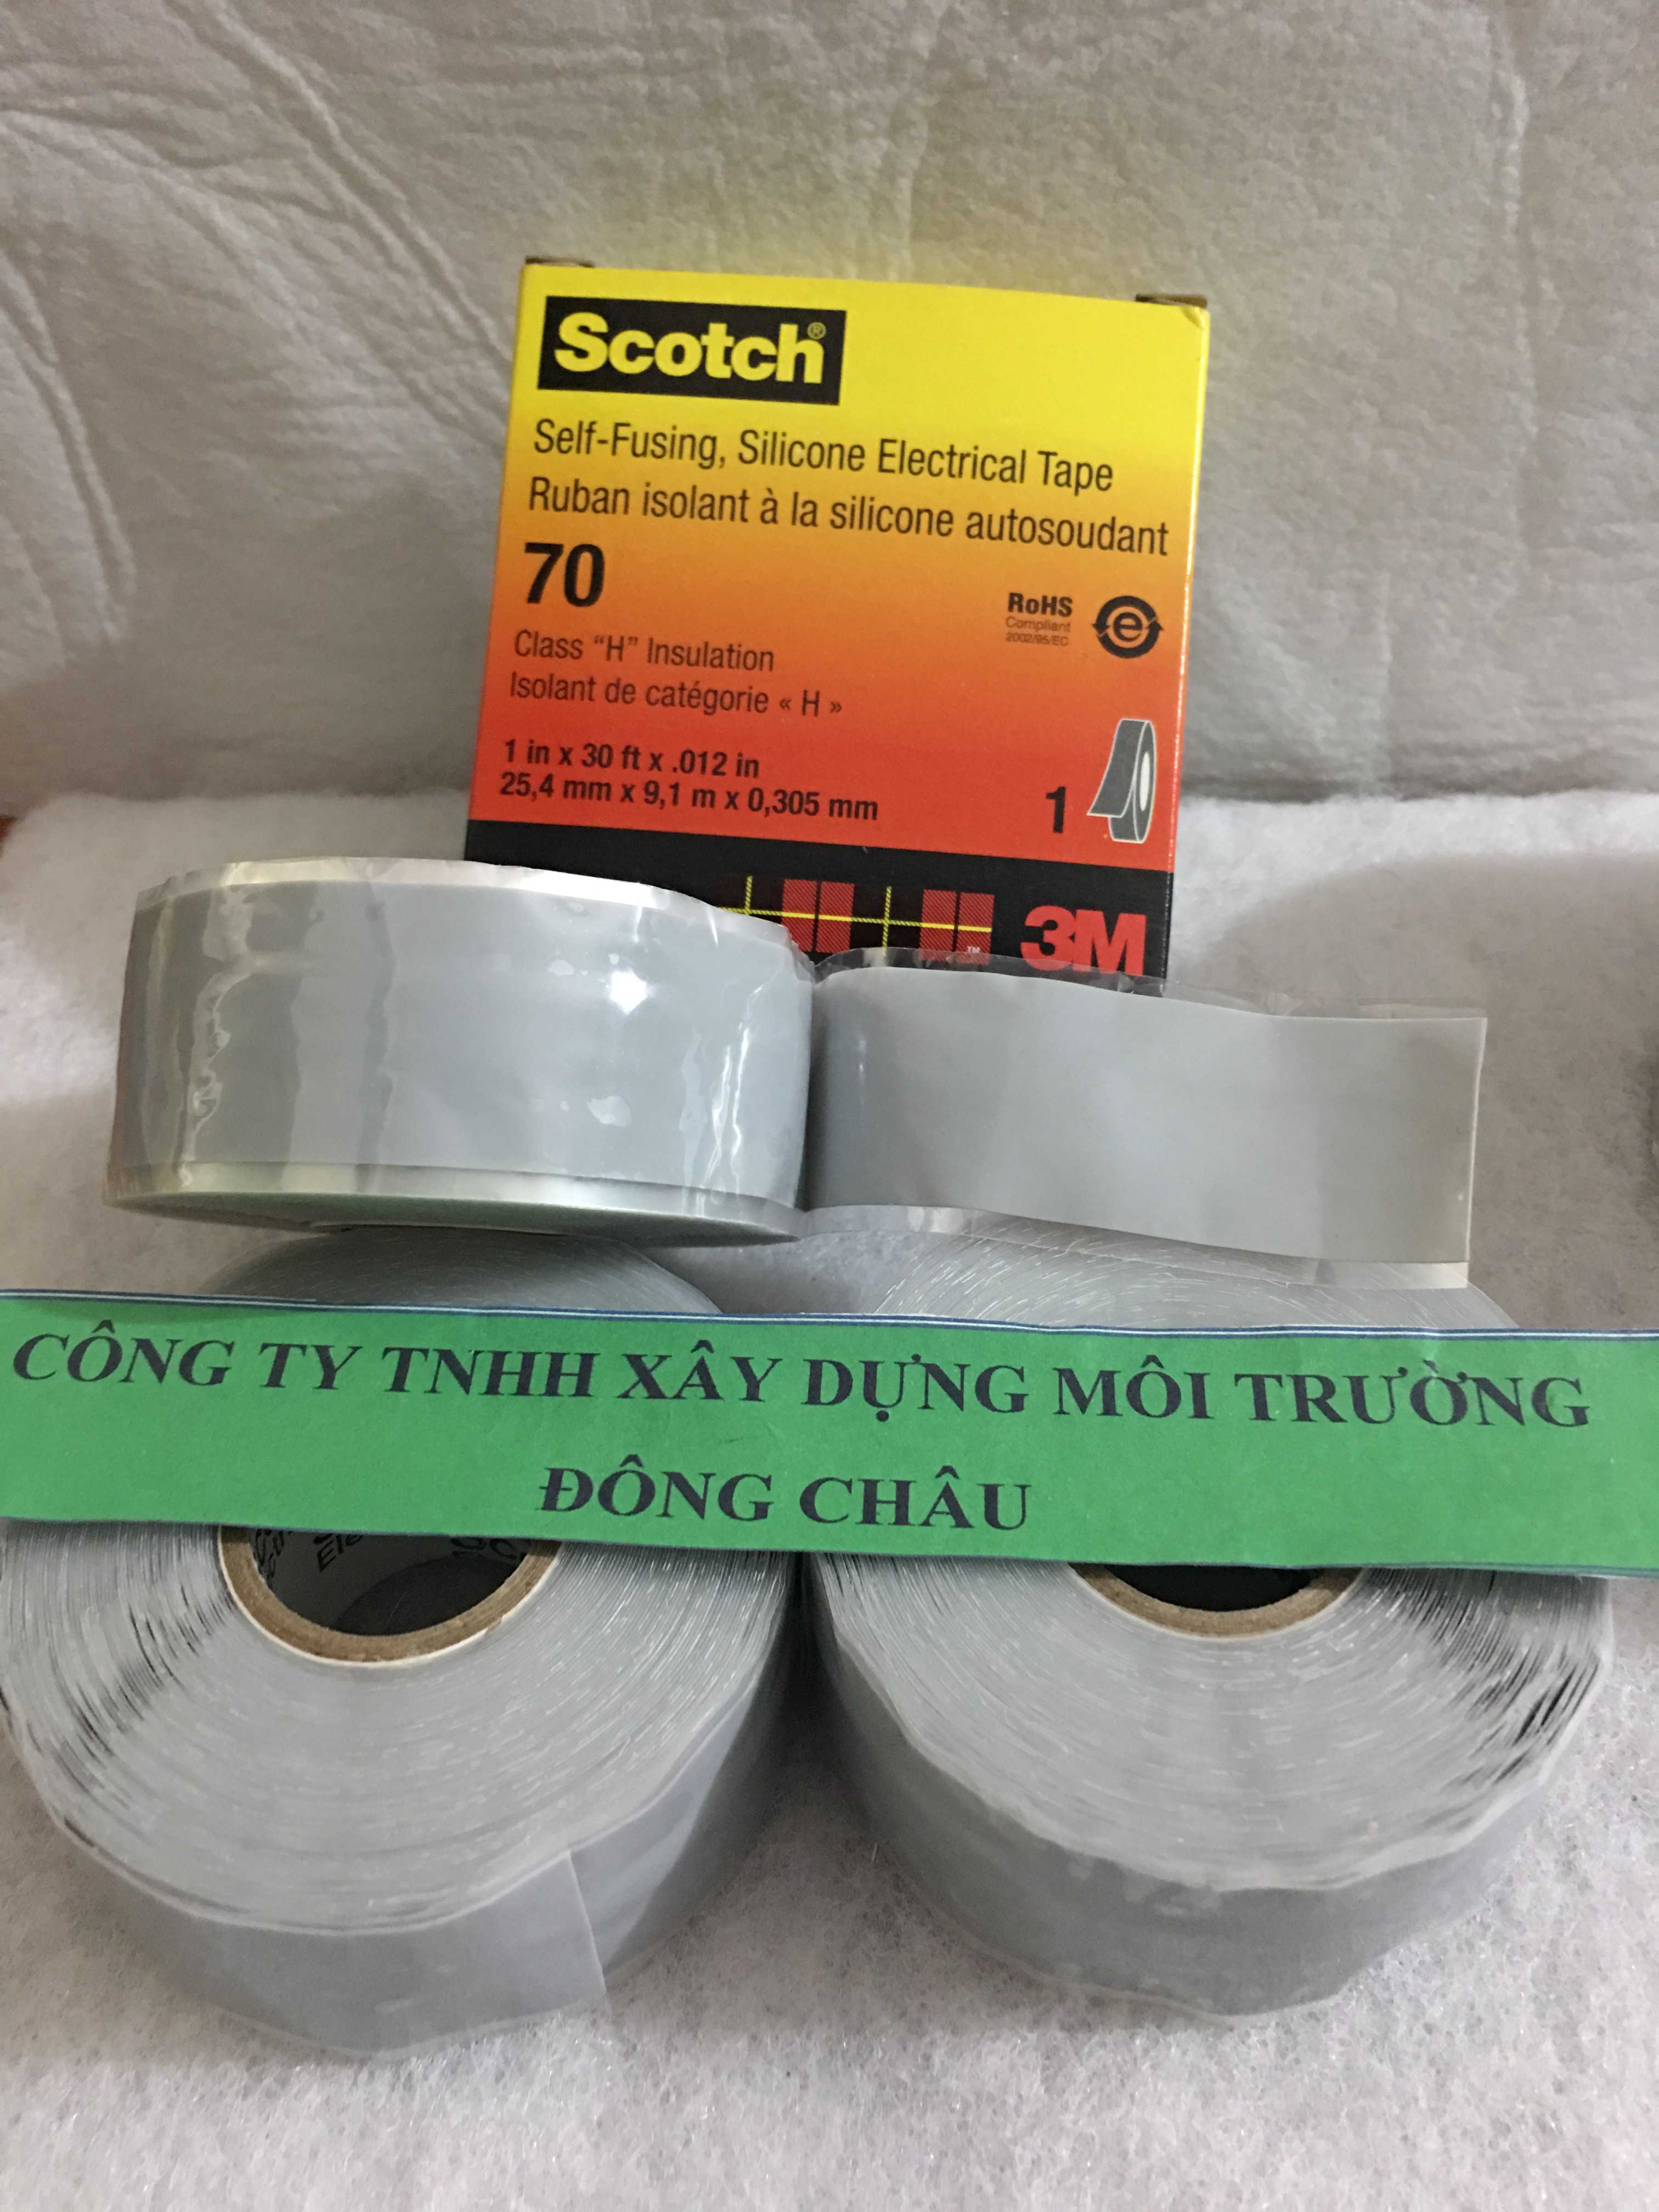 Scotch®
Self-Fusing, Silicone Electrical Tape
Ruban isolant à la silicone autosoudant
70
RoHS
Compliant
2002/95/EC
e
Class “H” Insulation
Isolant de catégorie « H »
1 in x 30 ft x .012 in
25,4 mm x 9,1 m x 0,305 mm
1
™
3M
CÔNG TY TNHH XÂY DỰNG MÔI TRƯỜNG
ĐÔNG CHÂU